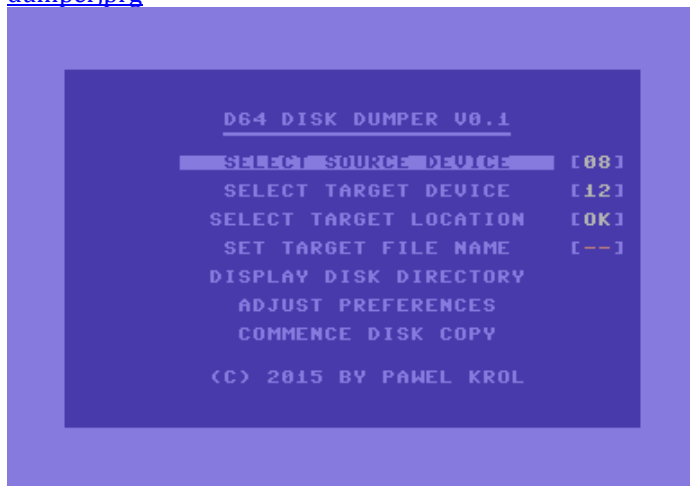 dumper.prg
D64 DISK DUMPER V0.1
SELECT SOURCE DEVICE [08]
SELECT TARGET DEVICE [12]
SELECT TARGET LOCATION [OK]
SET TARGET FILE NAME [--]
DISPLAY DISK DIRECTORY
ADJUST PREFERENCES
COMMENCE DISK COPY
(C) 2015 BY PAWEL KROL